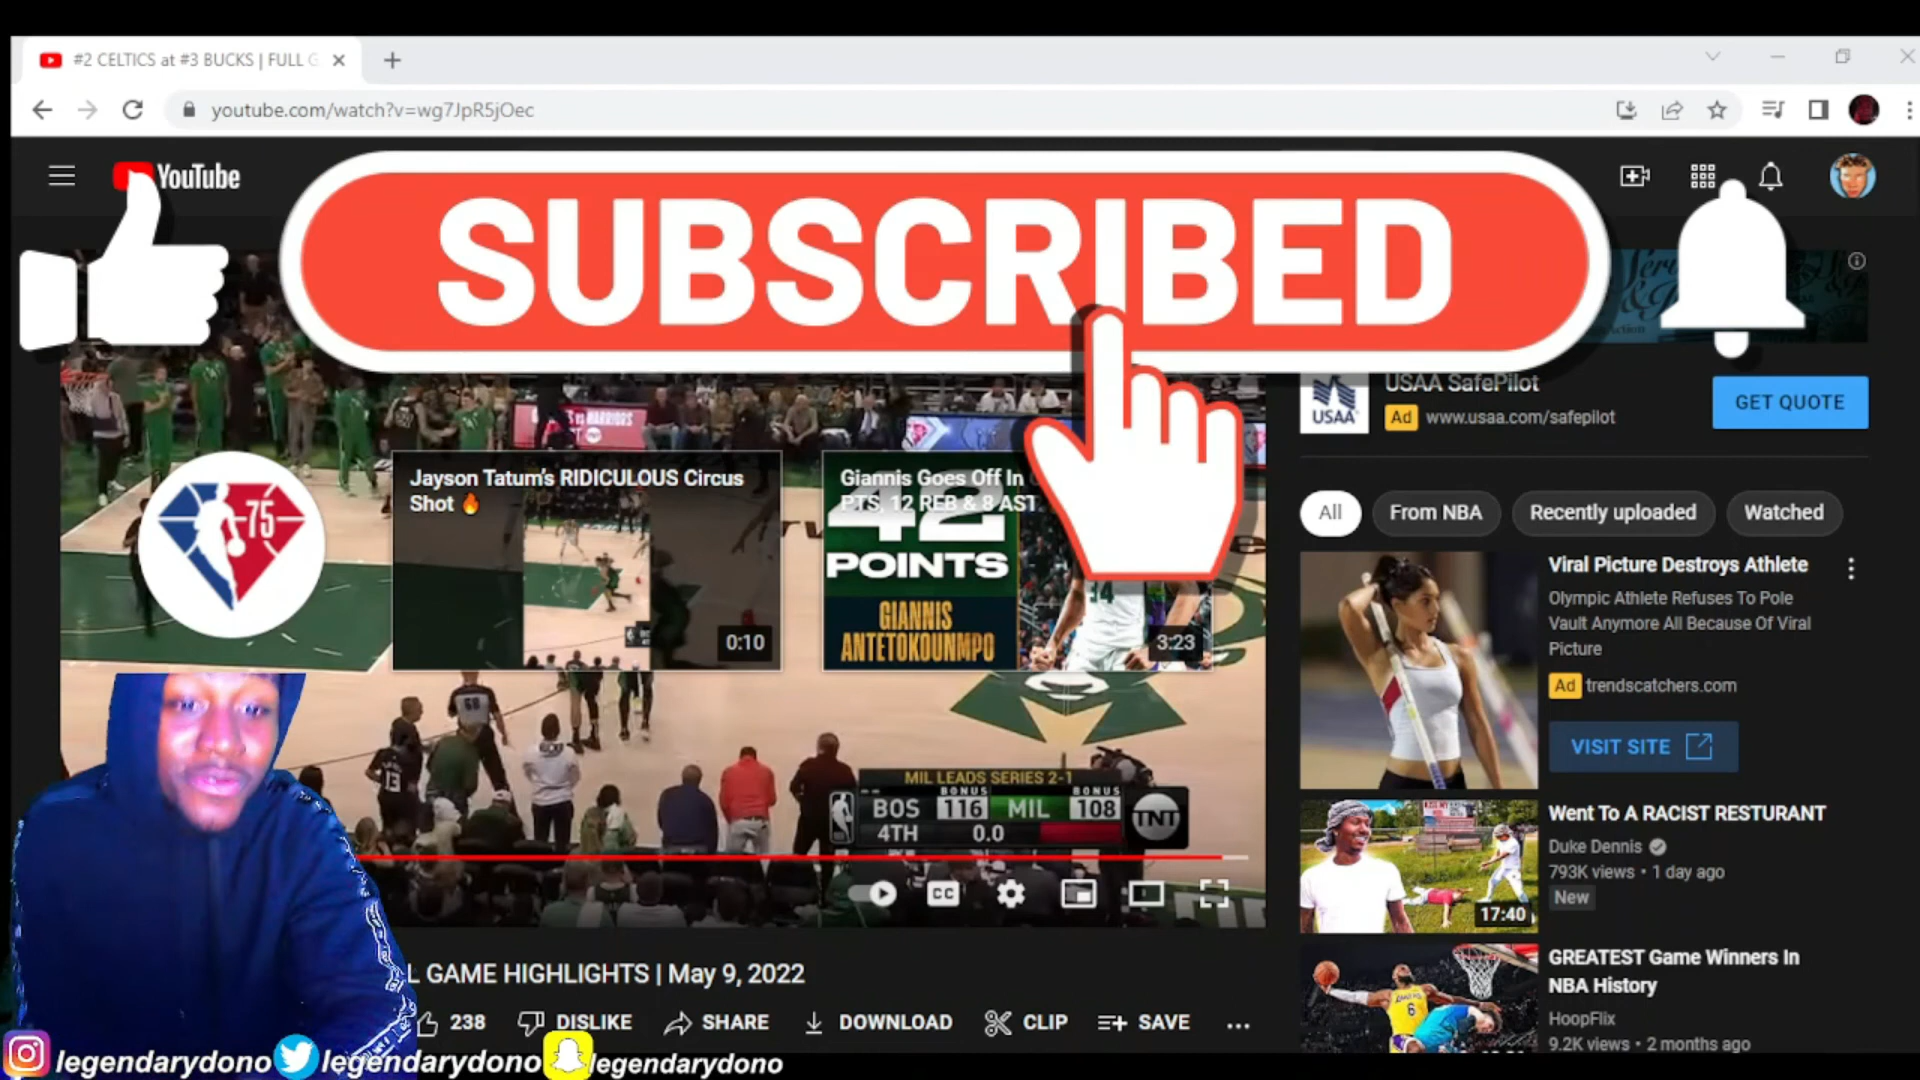 #2 CELTICS at #3 BUCKS | FULL G
youtube.com/watch?v=wg7JpR5jOec
YouTube
SUBSCRIBED
USAA SafePilot
USAA
Ad www.usaa.com/safepilot
GET QUOTE
75
Jayson Tatum's RIDICULOUS Circus
Shot 🔥
0:10
Giannis Goes Off In
PTS, 12 REB & 8 AST
42
POINTS
GIANNIS
ANTETOKOUNMPO
34
3:23
All
From NBA
Recently uploaded
Watched
Viral Picture Destroys Athlete
Olympic Athlete Refuses To Pole
Vault Anymore All Because Of Viral
Picture
Ad trendscatchers.com
VISIT SITE
68
13
MIL LEADS SERIES 2-1
BONUS BONUS
BOS 116 MIL 108
4TH 0.0
TNT
CC
Went To A RACIST RESTURANT
Duke Dennis
793K views • 1 day ago
New
17:40
L GAME HIGHLIGHTS | May 9, 2022
238 DISLIKE SHARE DOWNLOAD CLIP SAVE
GREATEST Game Winners In
NBA History
HoopFlix
9.2K views • 2 months ago
6
legendarydono legendarydono legendarydono